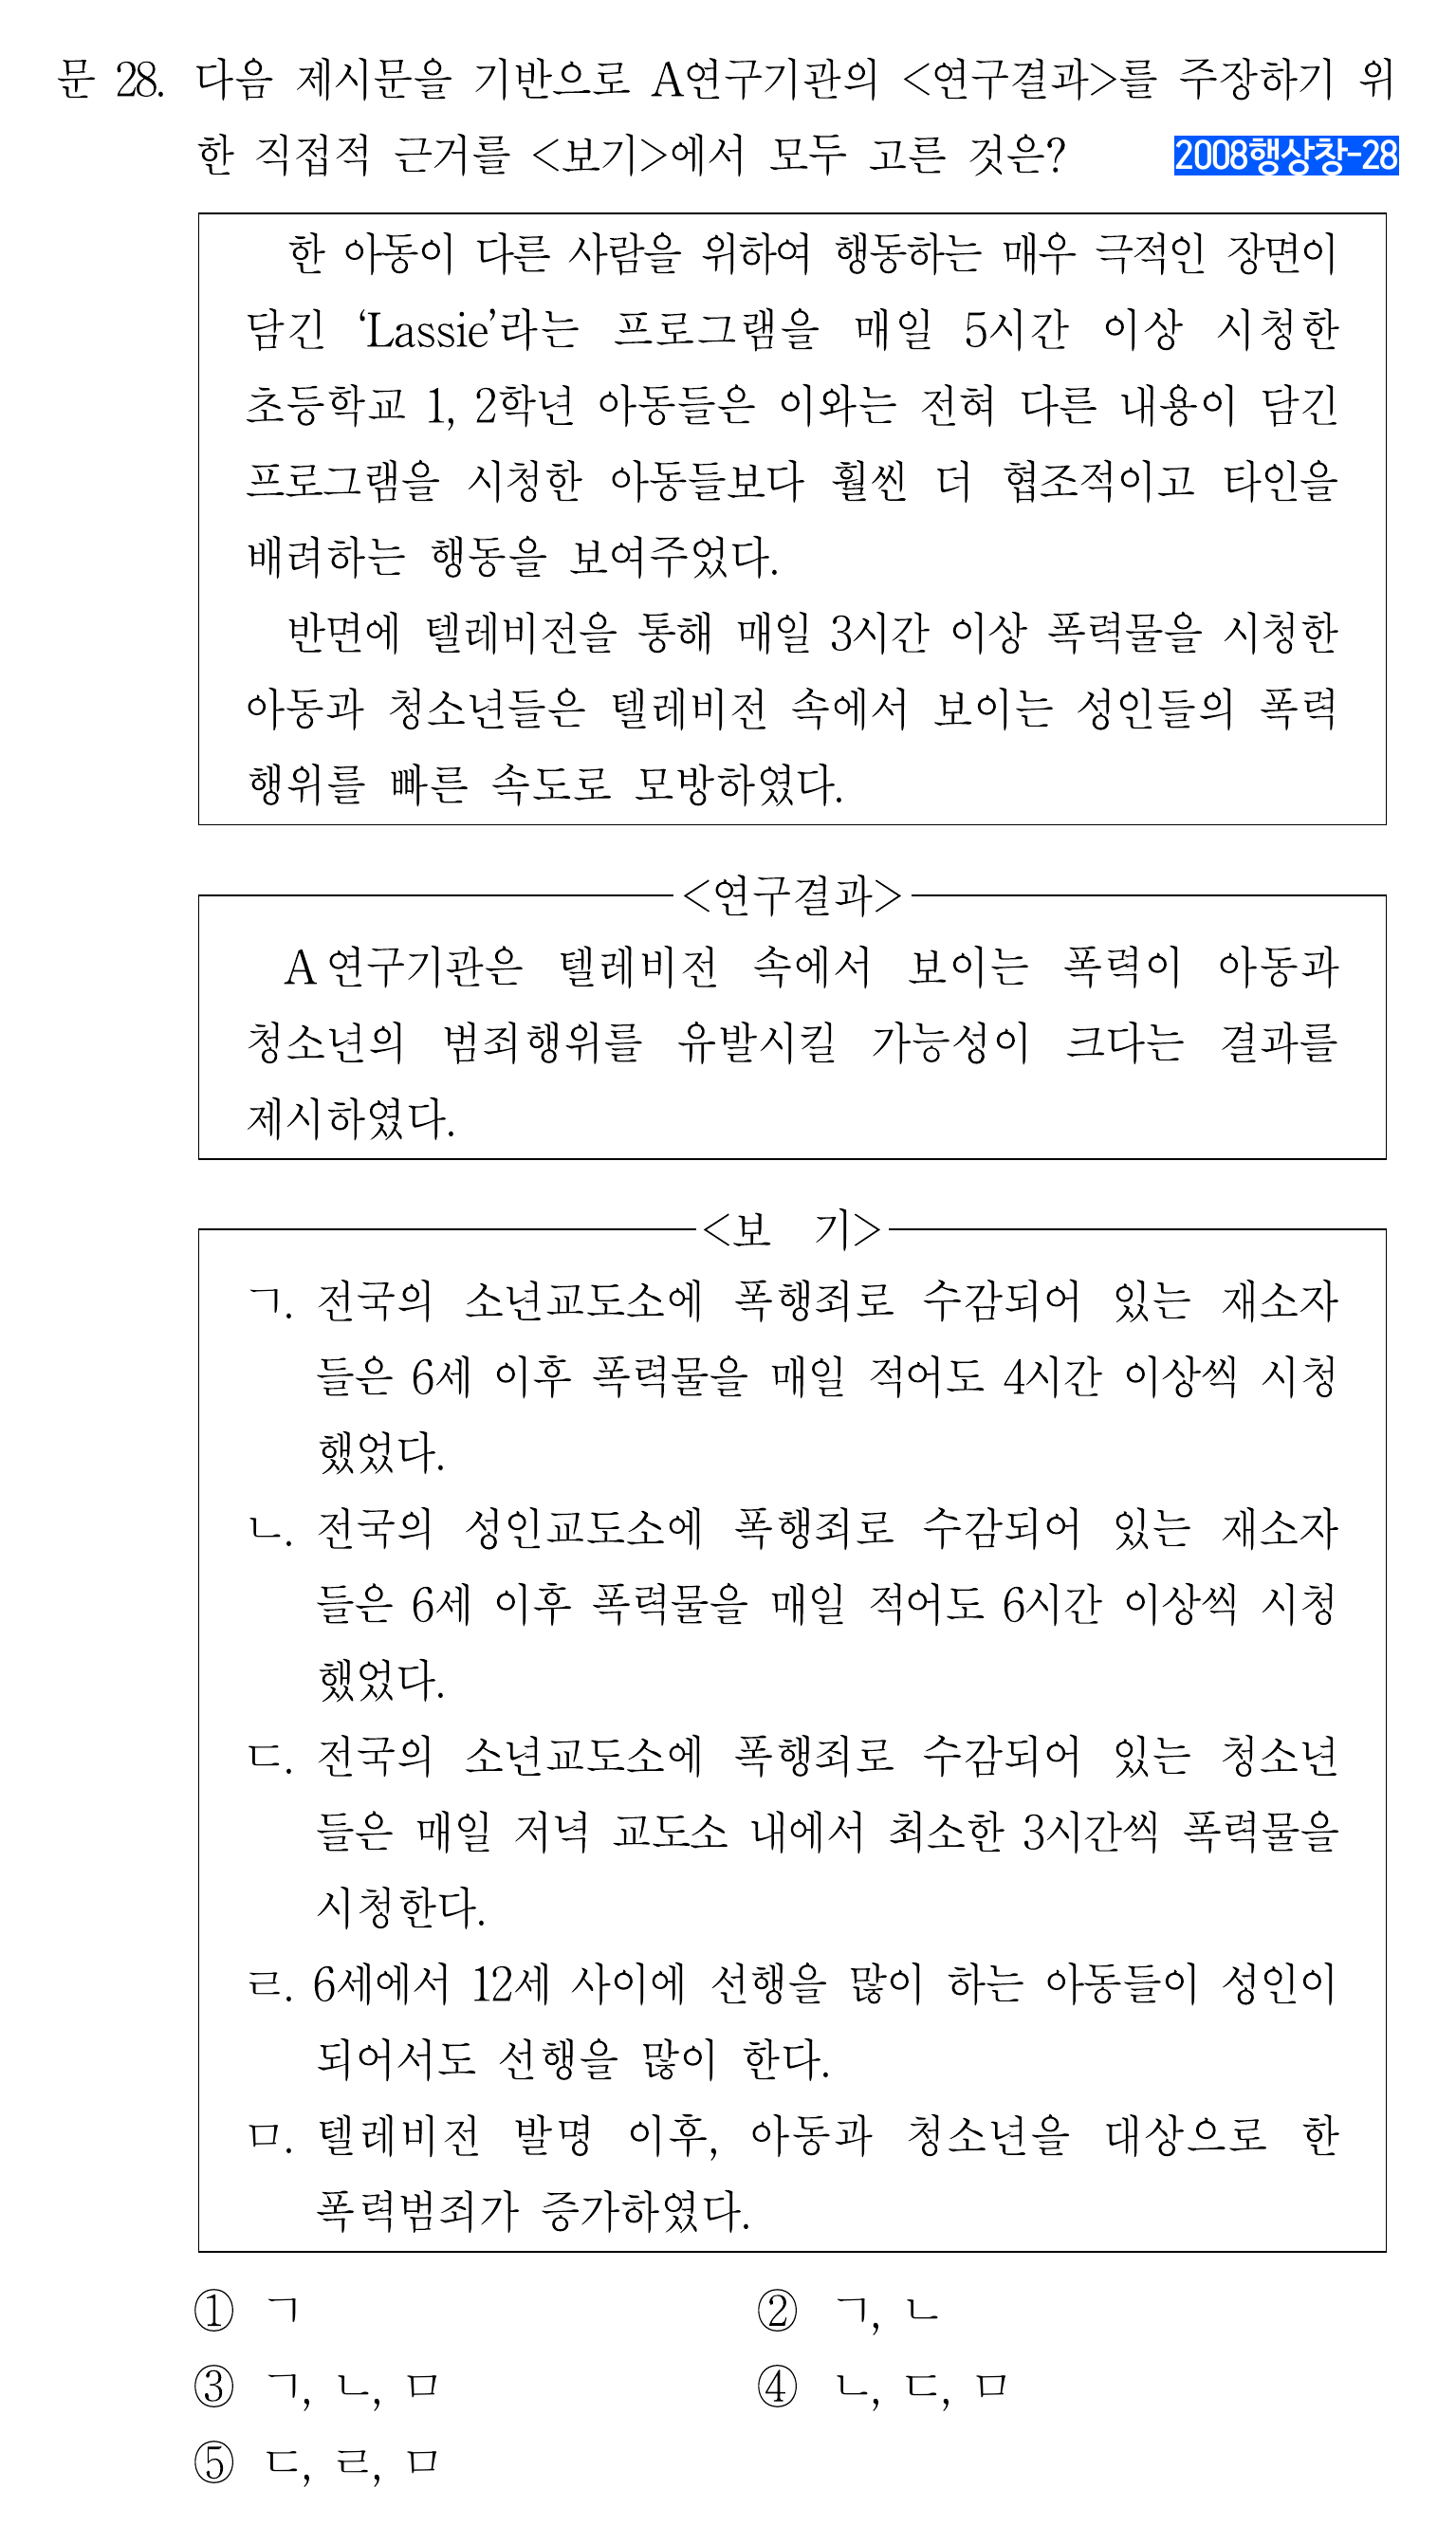 문 28. 다음 제시문을 기반으로 A연구기관의 <연구결과>를 주장하기 위
한 직접적 근거를 <보기>에서 모두 고른 것은?
2008행상창-28
한 아동이 다른 사람을 위하여 행동하는 매우 극적인 장면이
담긴 ‘Lassie’라는 프로그램을 매일 5시간 이상 시청한
초등학교 1, 2학년 아동들은 이와는 전혀 다른 내용이 담긴
프로그램을 시청한 아동들보다 훨씬 더 협조적이고 타인을
배려하는 행동을 보여주었다.
반면에 텔레비전을 통해 매일 3시간 이상 폭력물을 시청한
아동과 청소년들은 텔레비전 속에서 보이는 성인들의 폭력
행위를 빠른 속도로 모방하였다.
<연구결과>
A연구기관은 텔레비전 속에서 보이는 폭력이 아동과
청소년의 범죄행위를 유발시킬 가능성이 크다는 결과를
제시하였다.
<보 기>
ㄱ. 전국의 소년교도소에 폭행죄로 수감되어 있는 재소자
들은 6세 이후 폭력물을 매일 적어도 4시간 이상씩 시청
했었다.
ㄴ. 전국의 성인교도소에 폭행죄로 수감되어 있는 재소자
들은 6세 이후 폭력물을 매일 적어도 6시간 이상씩 시청
했었다.
ㄷ. 전국의 소년교도소에 폭행죄로 수감되어 있는 청소년
들은 매일 저녁 교도소 내에서 최소한 3시간씩 폭력물을
시청한다.
ㄹ. 6세에서 12세 사이에 선행을 많이 하는 아동들이 성인이
되어서도 선행을 많이 한다.
ㅁ. 텔레비전 발명 이후, 아동과 청소년을 대상으로 한
폭력범죄가 증가하였다.
① ㄱ ② ㄱ, ㄴ
③ ㄱ, ㄴ, ㅁ ④ ㄴ, ㄷ, ㅁ
⑤ ㄷ, ㄹ, ㅁ